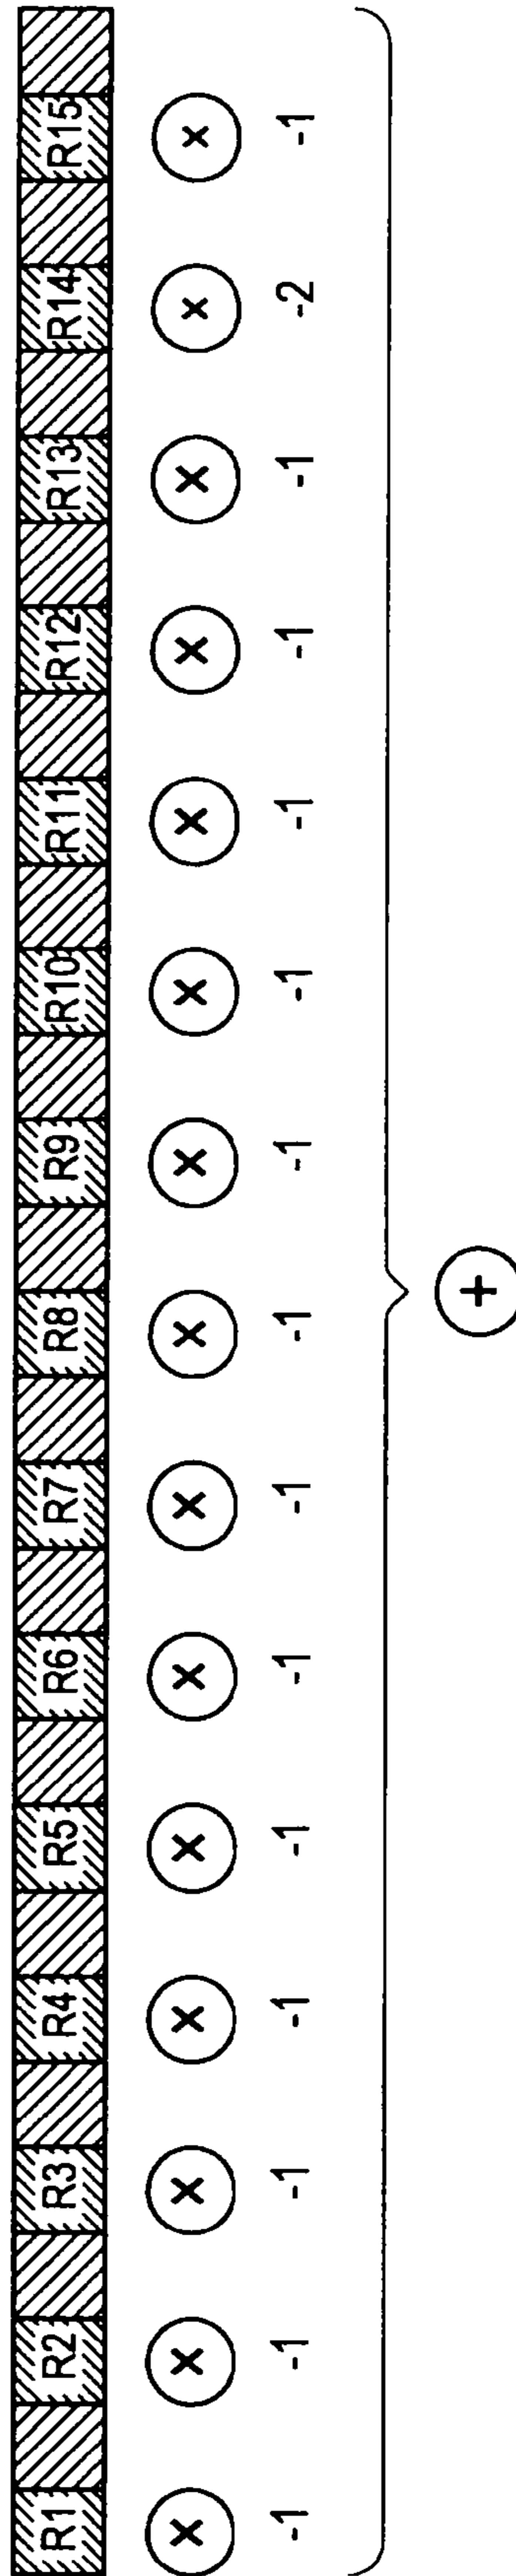 R1 R2 R3 R4 R5 R6 R7 R8 R9 R10 R11 R12 R13 R14 R15
× × × × × × × × × × × × × × ×
-1 -1 -1 -1 -1 -1 -1 -1 -1 -1 -1 -1 -1 -2 -1
+